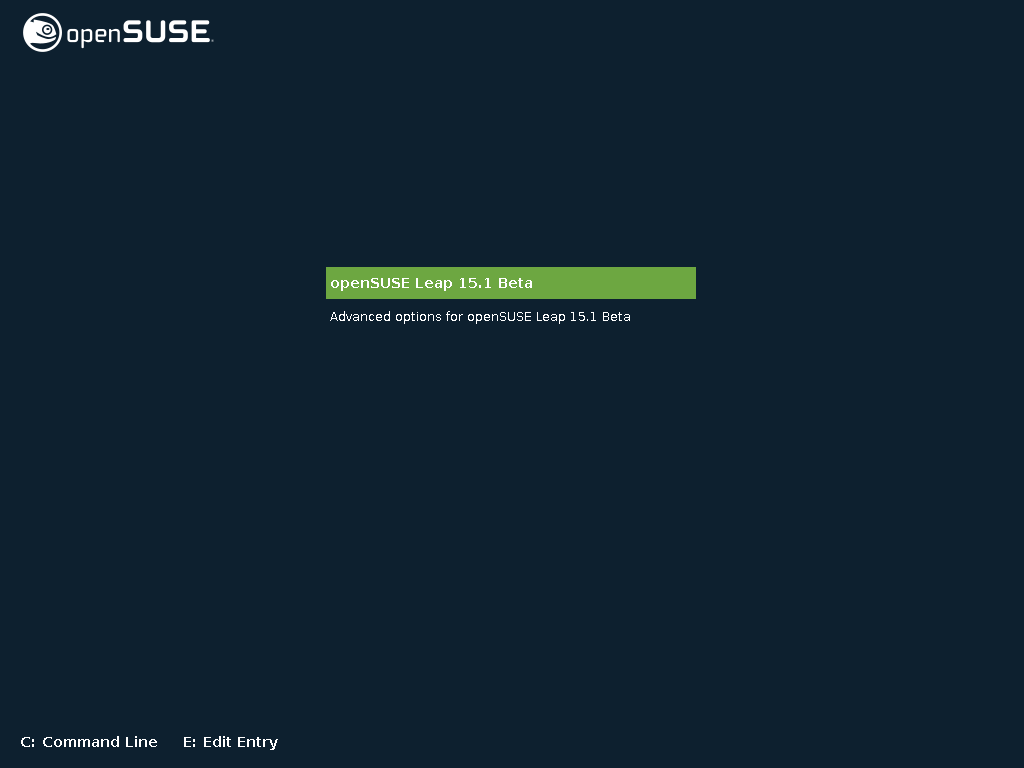 openSUSE.
openSUSE Leap 15.1 Beta
Advanced options for openSUSE Leap 15.1 Beta
C: Command Line E: Edit Entry